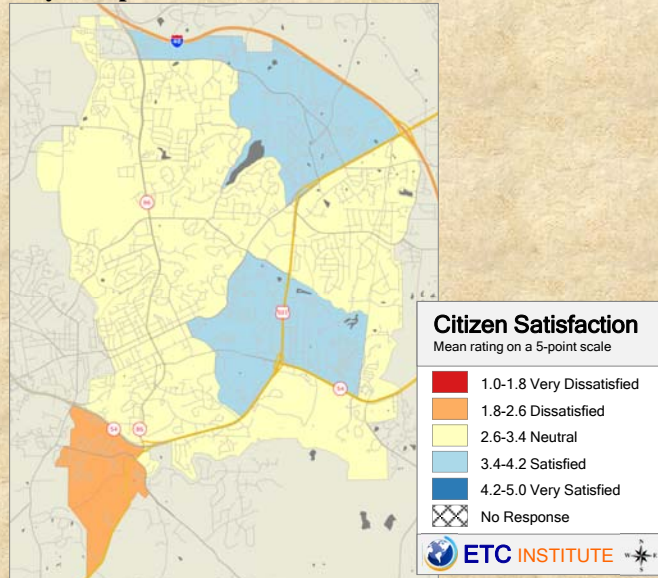 40
86
501
54
54
86
Citizen Satisfaction
Mean rating on a 5-point scale
1.0-1.8 Very Dissatisfied
1.8-2.6 Dissatisfied
2.6-3.4 Neutral
3.4-4.2 Satisfied
4.2-5.0 Very Satisfied
No Response
ETC INSTITUTE
N
W
E
S